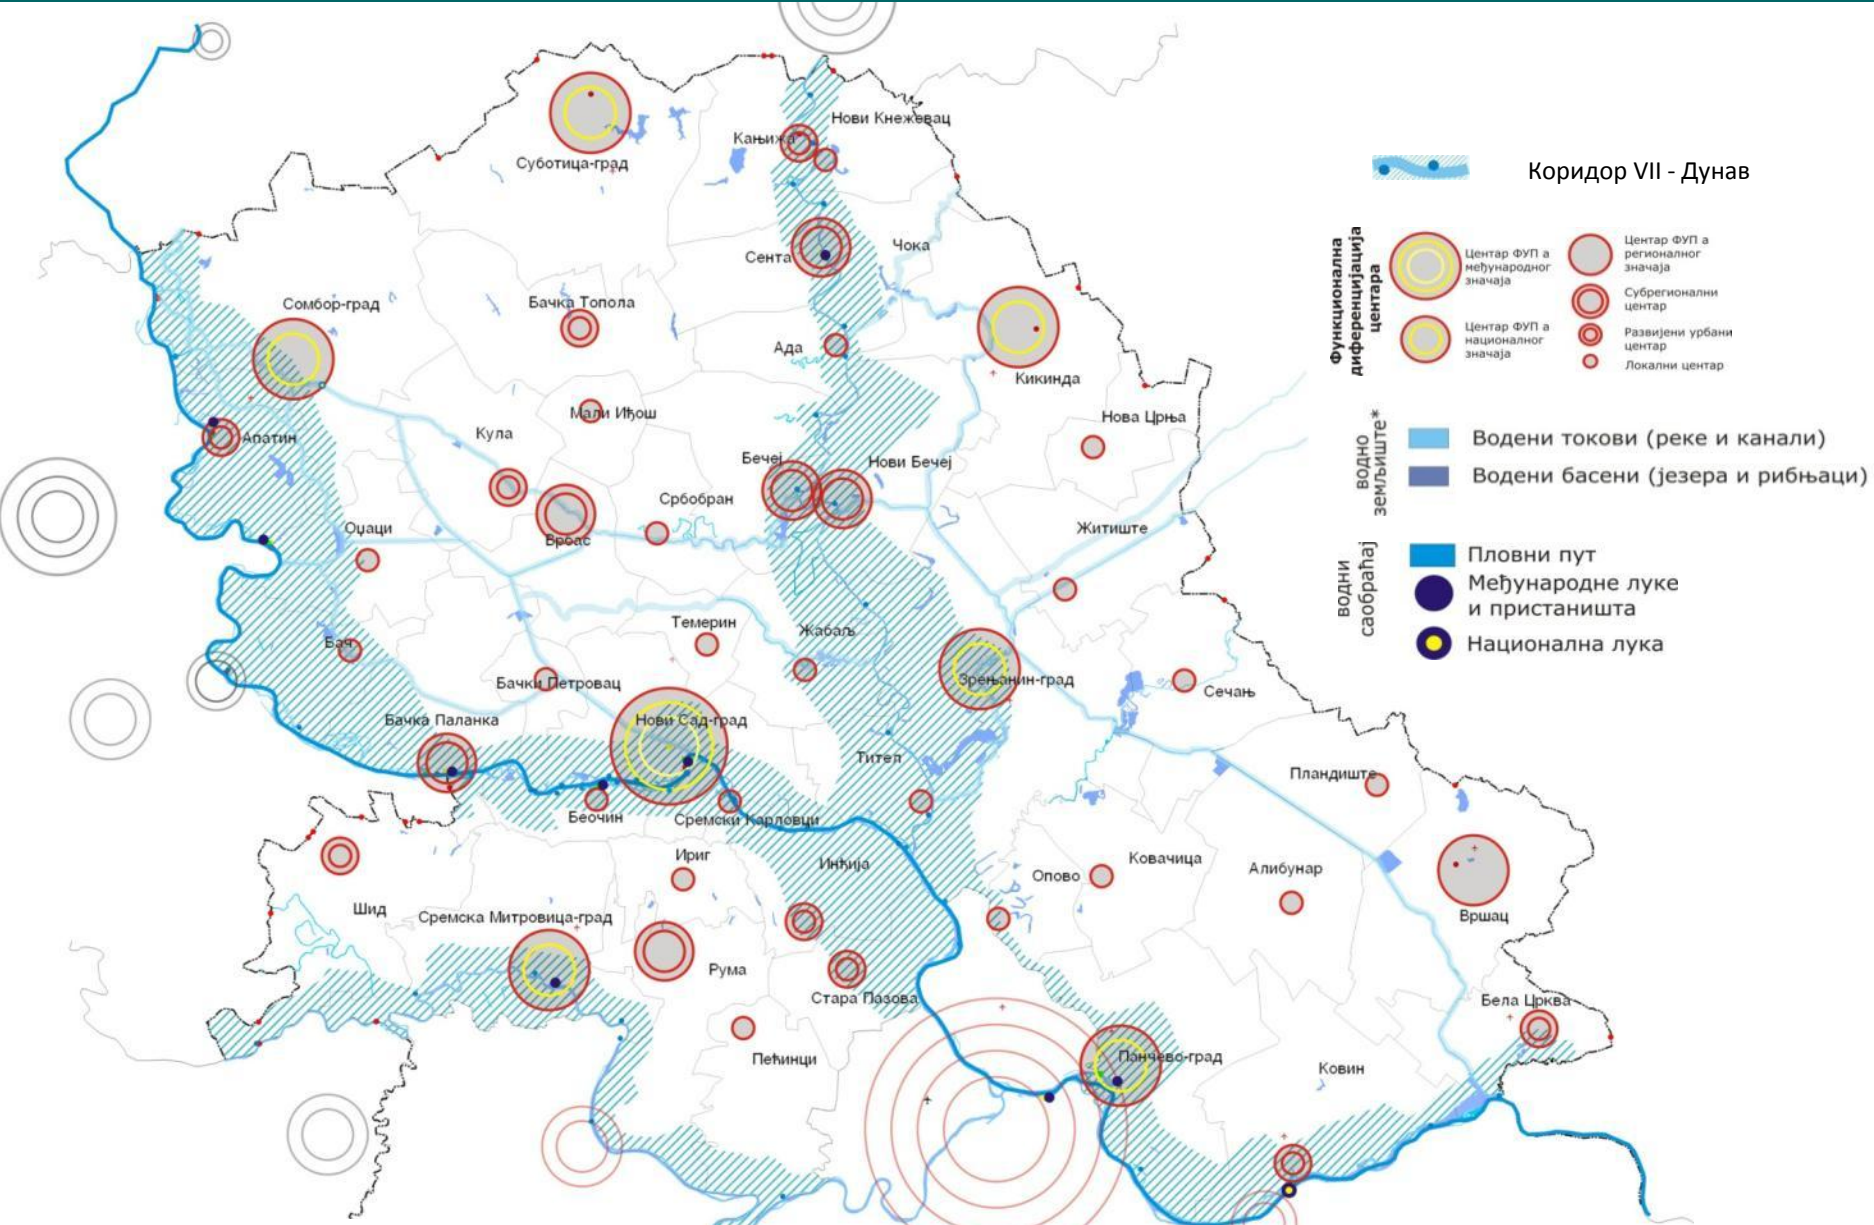 Нови Кнежевац
Кањижа
Суботица-град
Чока
Сента
Сомбор-град
Бачка Топола
Ада
Кикинда
Мали Иђош
Нова Црња
Кула
Апатин
Бечеј
Нови Бечеј
Србобран
Врбас
Оџаци
Житиште
Темерин
Жабаљ
Бач
Бачки Петровац
Зрењанин-град
Сечањ
Бачка Паланка
Нови Сад-град
Тител
Пландиште
Беочин
Сремски Карловци
Ириг
Инђија
Ковачица
Опово
Алибунар
Шид
Сремска Митровица-град
Вршац
Рума
Стара Пазова
Бела Црква
Пећинци
Панчево-град
Ковин
Коридор VII - Дунав
Функционална
диференцијација
центара
Центар ФУП а
међународног
значаја
Центар ФУП а
националног
значаја
Центар ФУП а
регионалног
значаја
Субрегионални
центар
Развијени урбани
центар
Локални центар
водно
земљиште*
Водени токови (реке и канали)
Водени басени (језера и рибњаци)
водни
саобраћај
Пловни пут
Међународне луке
и пристаништа
Национална лука